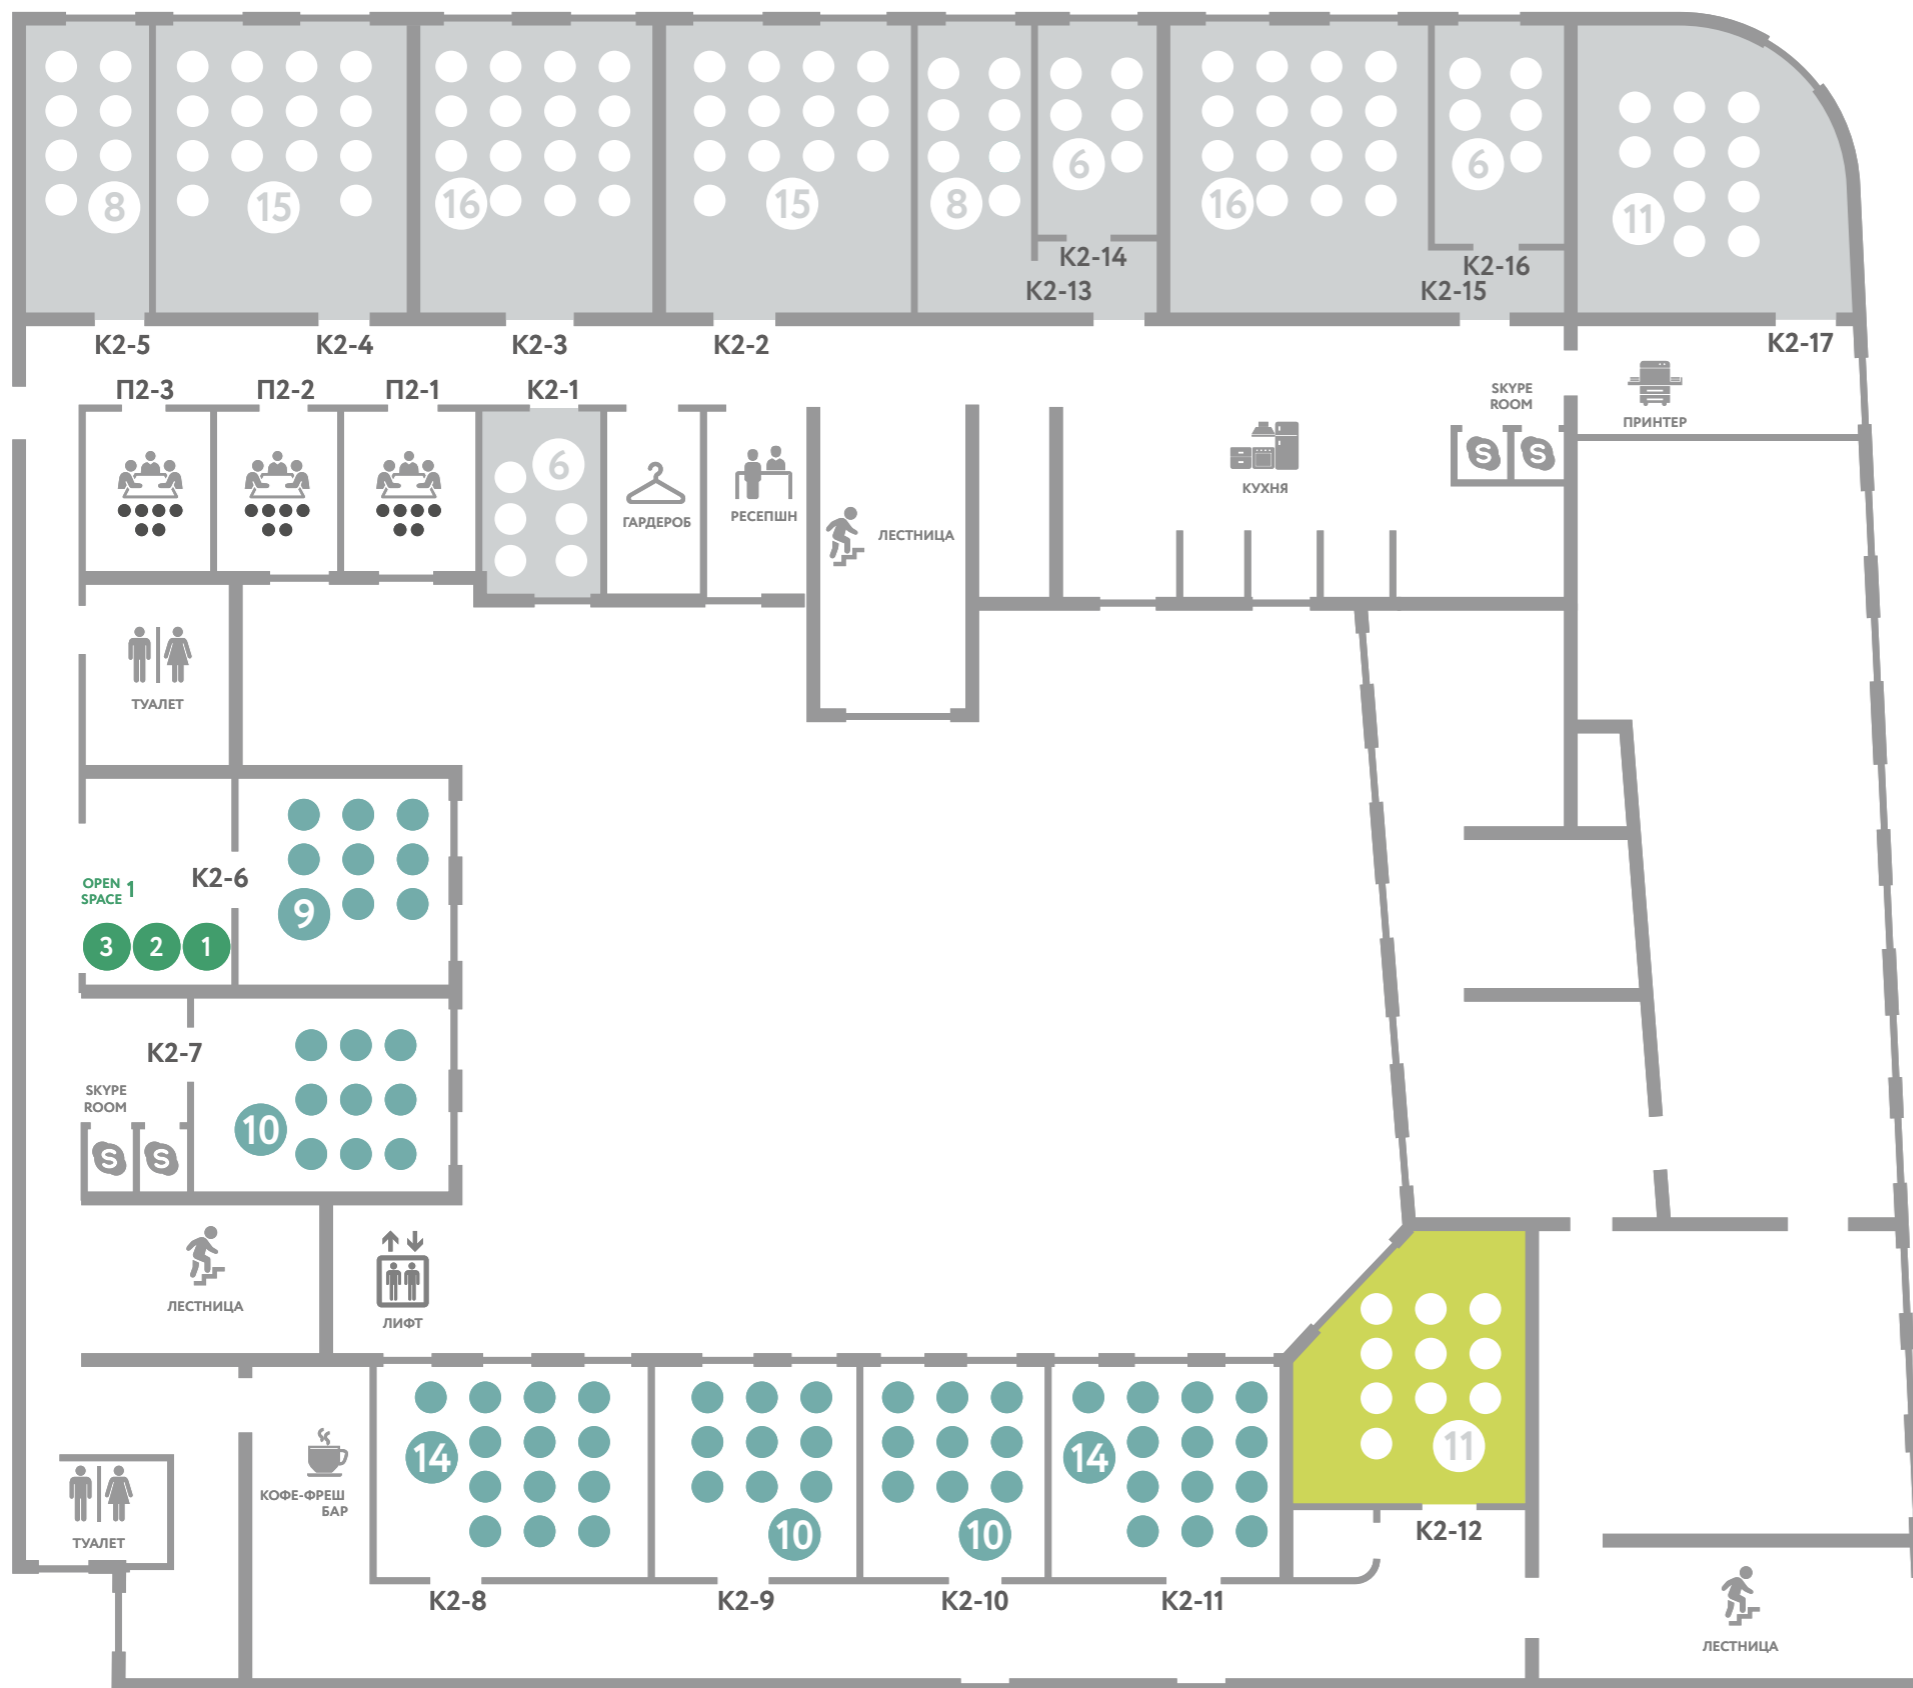 8
15
16
15
8
6
16
6
11
К2-14
К2-16
К2-13
К2-15
К2-5
К2-4
К2-3
К2-2
К2-17
П2-3
П2-2
П2-1
К2-1
6
SKYPE
ROOM
S
S
ПРИНТЕР
КУХНЯ
ГАРДЕРОБ
РЕСЕПШН
ЛЕСТНИЦА
ТУАЛЕТ
OPEN
SPACE 1
К2-6
9
3 2 1
К2-7
SKYPE
ROOM
S
S
10
ЛЕСТНИЦА
ЛИФТ
14
10
10
14
11
КОФЕ-ФРЕШ
БАР
ТУАЛЕТ
К2-12
К2-8
К2-9
К2-10
К2-11
ЛЕСТНИЦА